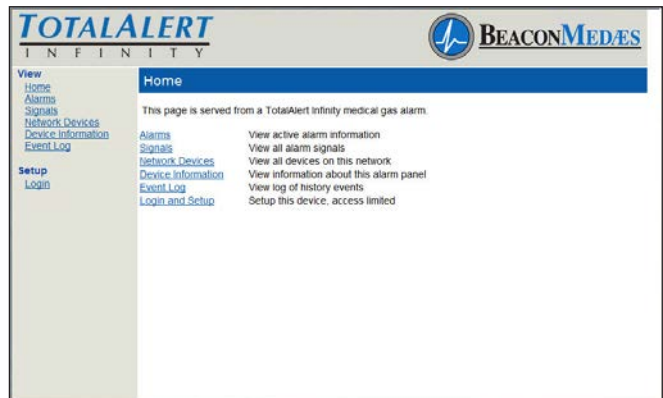 TOTALALERT
INFINITY
BEACONMEDÆS
View
Home
Alarms
Signals
Network Devices
Device Information
Event Log
Setup
Login
Home
This page is served from a TotalAlert Infinity medical gas alarm.
Alarms View active alarm information
Signals View all alarm signals
Network Devices View all devices on this network
Device Information View information about this alarm panel
Event Log View log of history events
Login and Setup Setup this device, access limited